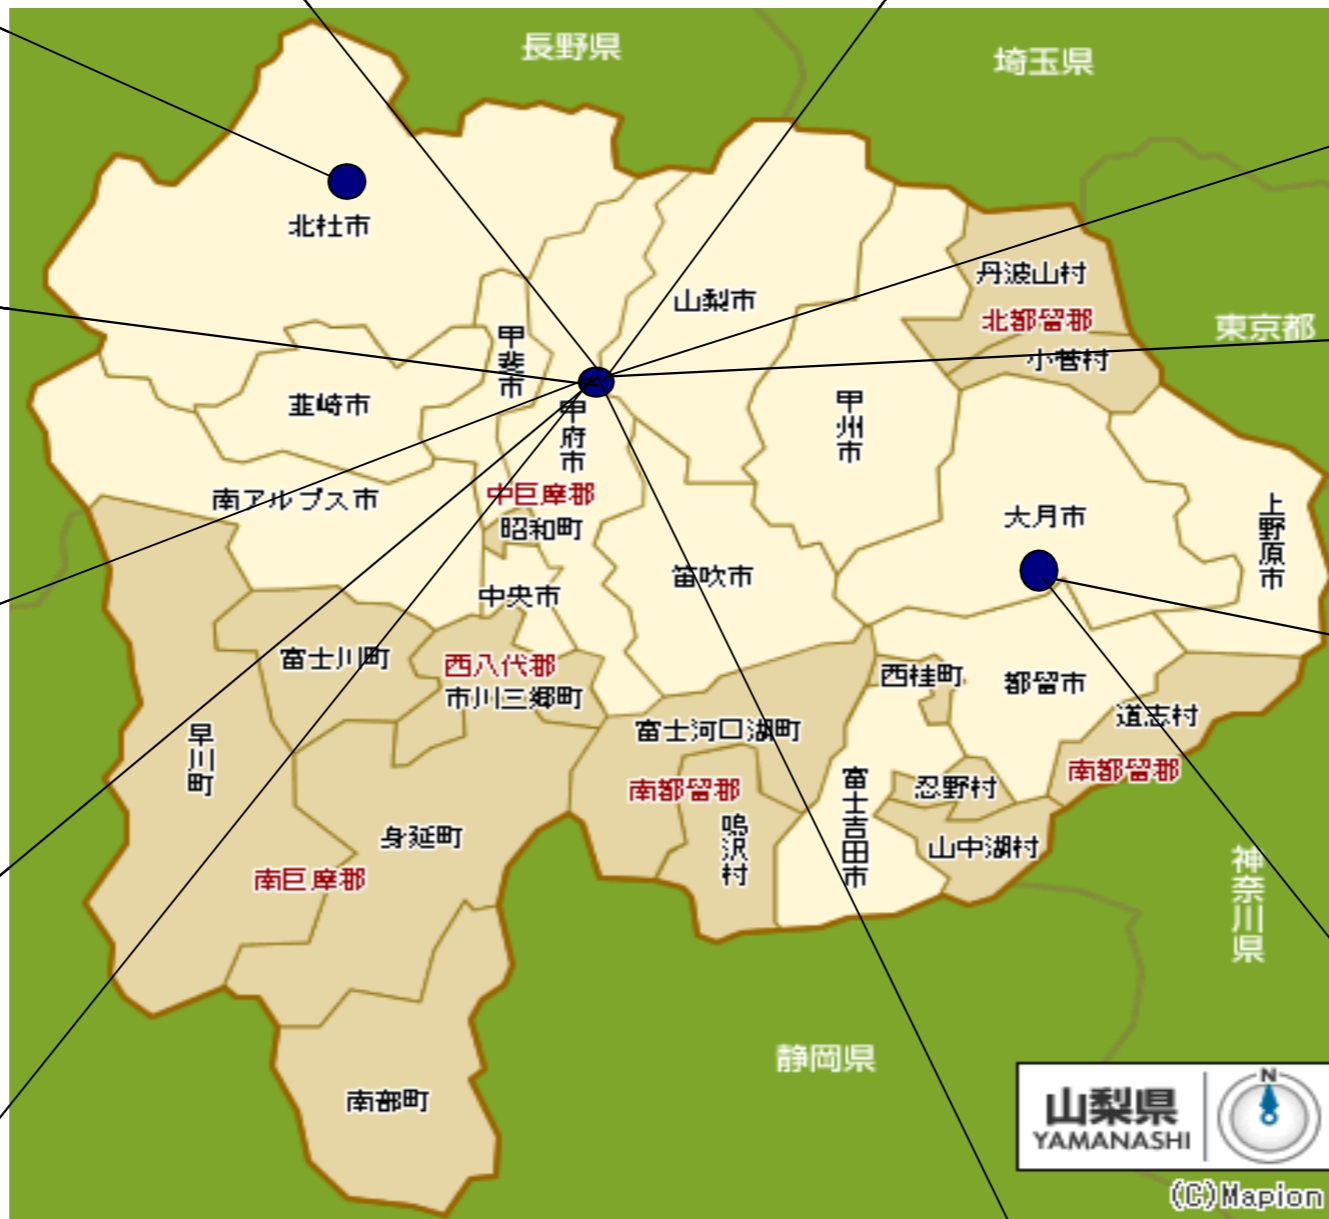 長野県
埼玉県
北杜市
丹波山村
山梨市
北都留郡
東京都
甲斐市
小菅村
韮崎市
甲府市
甲州市
南アルプス市
中巨摩郡
昭和町
大月市
上野原市
中央市
笛吹市
富士川町
西八代郡
市川三郷町
西桂町
都留市
道志村
富士河口湖町
早川町
南都留郡
南都留郡
忍野村
鳴沢村
富士吉田市
身延町
山中湖村
南巨摩郡
神奈川県
静岡県
南部町
山梨県
YAMANASHI
N
(C)Mapion